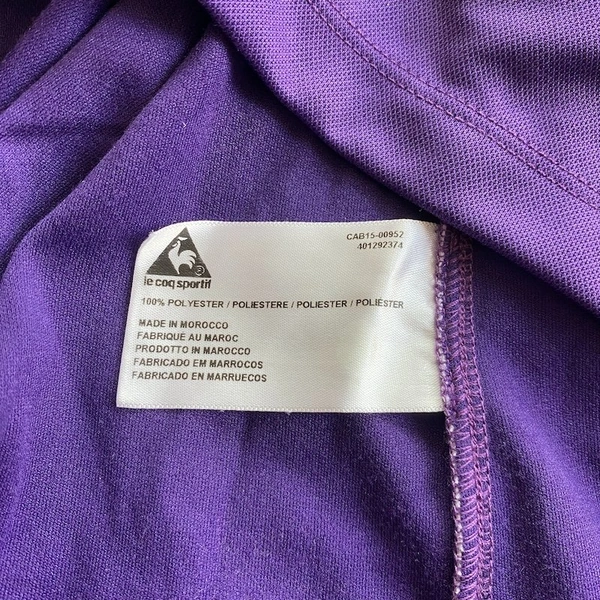 CAB15-00952
401292374
le coq sportif
100% POLYESTER / POLIESTERE / POLIESTER / POLIÉSTER
MADE IN MOROCCO
FABRIQUÉ AU MAROC
PRODOTTO IN MAROCCO
FABRICADO EM MARROCOS
FABRICADO EN MARRUECOS